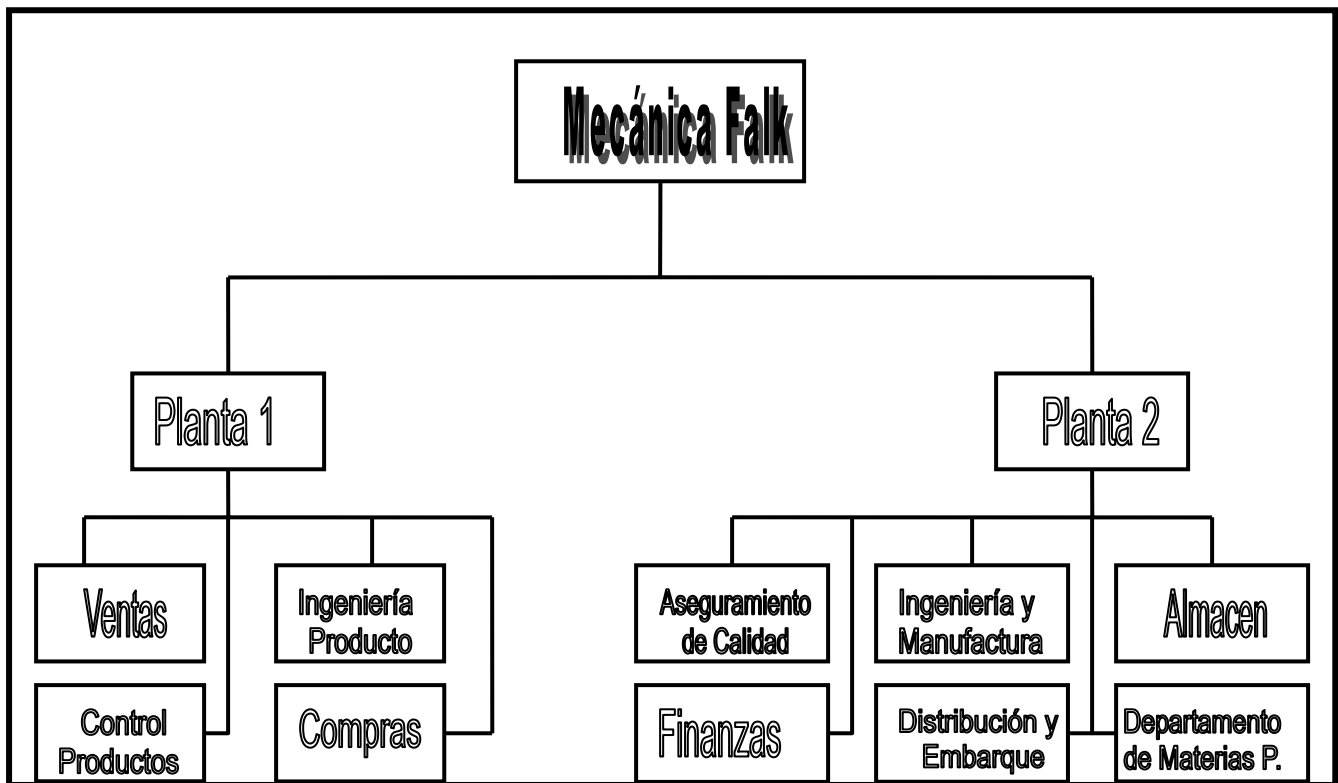 Mecánica Falk
Planta 1
Planta 2
Ventas
Ingeniería
Producto
Aseguramiento
de Calidad
Ingeniería y
Manufactura
Almacen
Control
Productos
Compras
Finanzas
Distribución y
Embarque
Departamento
de Materias P.